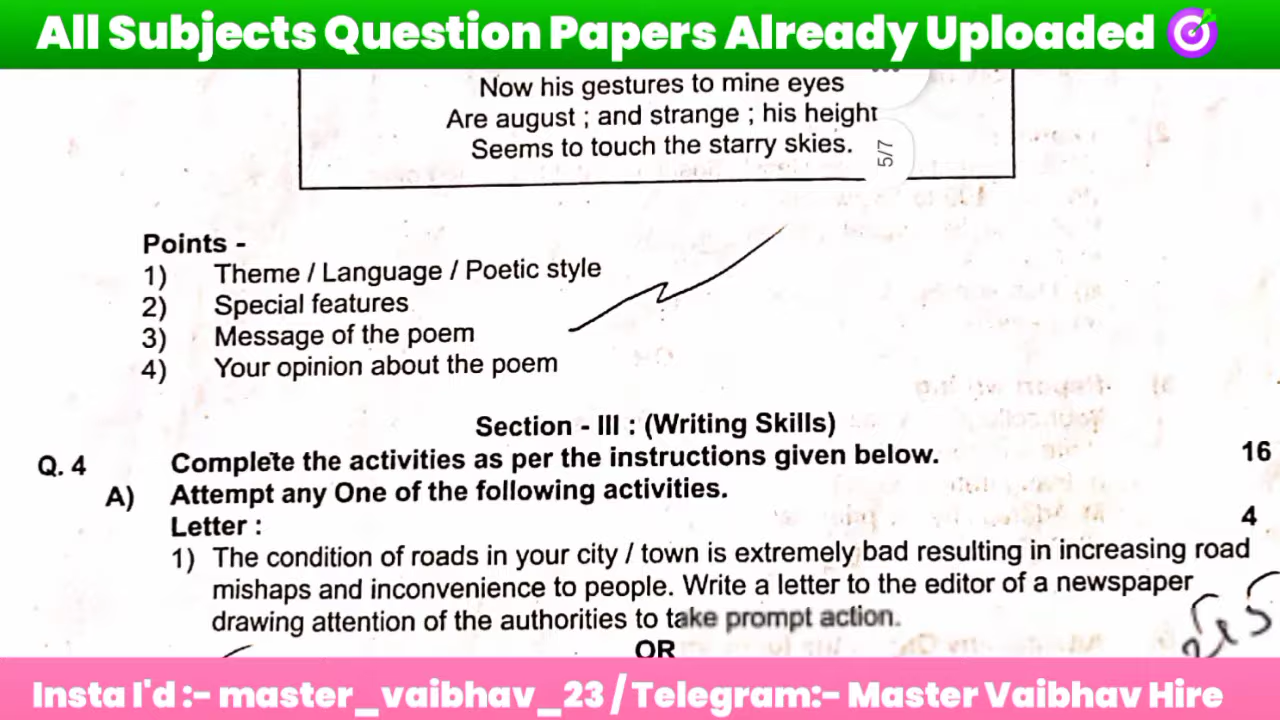 All Subjects Question Papers Already Uploaded
Now his gestures to mine eyes
Are august ; and strange ; his height
Seems to touch the starry skies.
5/7
Points -
1) Theme / Language / Poetic style
2) Special features
3) Message of the poem
4) Your opinion about the poem
Section - III : (Writing Skills)
Q. 4 Complete the activities as per the instructions given below. 16
A) Attempt any One of the following activities.
Letter : 4
1) The condition of roads in your city / town is extremely bad resulting in increasing road
mishaps and inconvenience to people. Write a letter to the editor of a newspaper
drawing attention of the authorities to take prompt action.
OR
Insta I'd :- master_vaibhav_23 / Telegram:- Master Vaibhav Hire